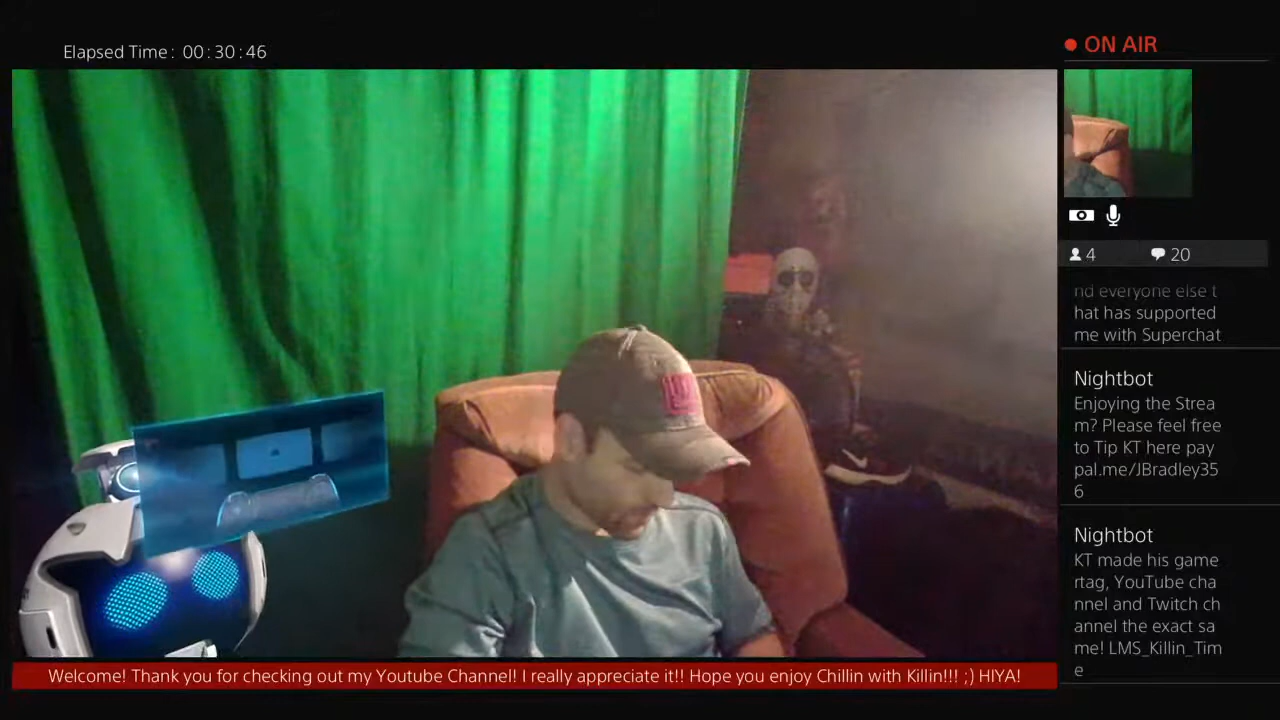 Elapsed Time: 00:30:46
ON AIR
4
20
nd everyone else t
hat has supported
me with Superchat
Nightbot
Enjoying the Strea
m? Please feel free
to Tip KT here pay
pal.me/JBradley35
6
Nightbot
KT made his game
rtag, YouTube cha
nnel and Twitch ch
annel the exact sa
me! LMS_Killin_Tim
e
Welcome! Thank you for checking out my Youtube Channel! I really appreciate it!! Hope you enjoy Chillin with Killin!!! ;) HIYA!